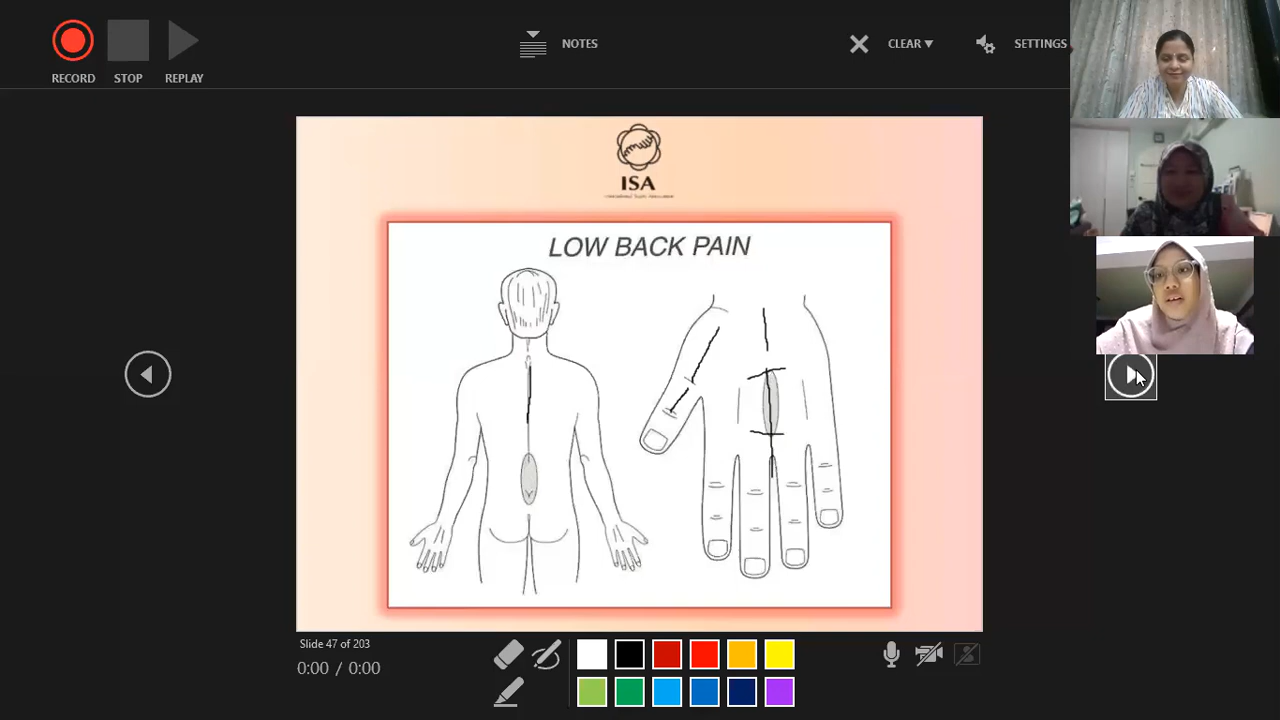 RECORD
STOP
REPLAY
NOTES
CLEAR
SETTINGS
ISA
LOW BACK PAIN
Slide 47 of 203
0:00 / 0:00